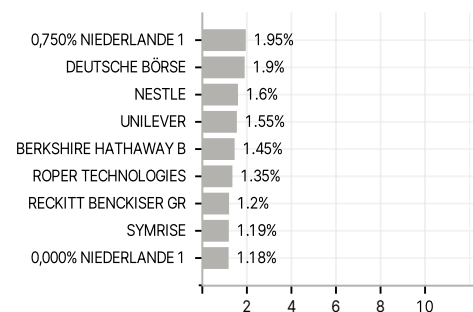 0,750% NIEDERLANDE 1 1.95%
DEUTSCHE BÖRSE 1.9%
NESTLE 1.6%
UNILEVER 1.55%
BERKSHIRE HATHAWAY B 1.45%
ROPER TECHNOLOGIES 1.35%
RECKITT BENCKISER GR 1.2%
SYMRISE 1.19%
0,000% NIEDERLANDE 1 1.18%
2 4 6 8 10